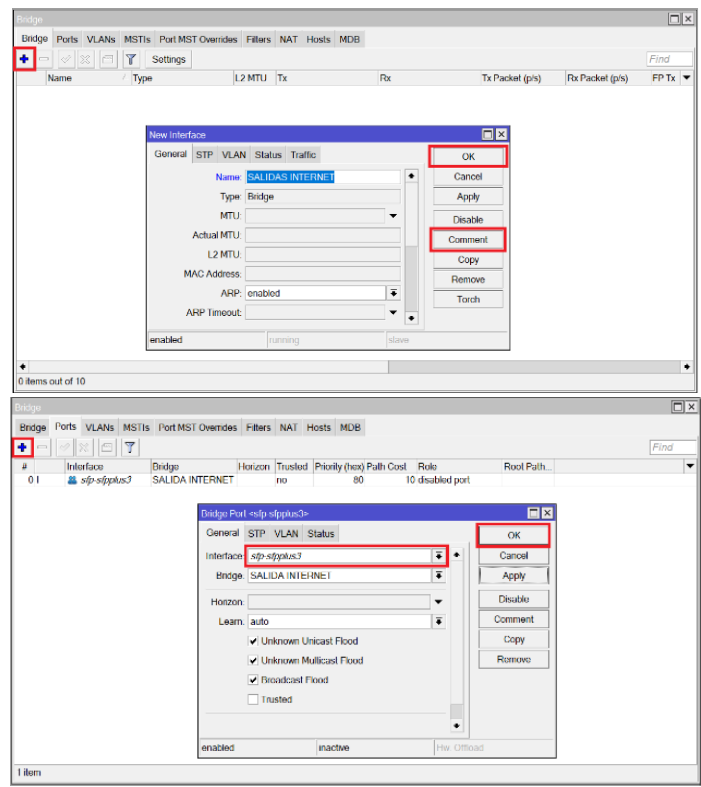 Bridge
Bridge Ports VLANs MSTIs Port MST Overrides Filters NAT Hosts MDB
Settings Find
Name Type L2 MTU Tx Rx Tx Packet (p/s) Rx Packet (p/s) FP Tx
New Interface
General STP VLAN Status Traffic
OK
Name: SALIDAS INTERNET
Cancel
Type: Bridge
Apply
MTU:
Disable
Actual MTU:
Comment
L2 MTU:
Copy
MAC Address:
Remove
ARP: enabled
Torch
ARP Timeout:
enabled running slave
0 items out of 10
Bridge
Bridge Ports VLANs MSTIs Port MST Overrides Filters NAT Hosts MDB
Find
# Interface Bridge Horizon Trusted Priority (hex) Path Cost Role Root Path...
0 I sfp-sfpplus3 SALIDA INTERNET no 80 10 disabled port
Bridge Port <sfp-sfpplus3>
General STP VLAN Status
OK
Interface: sfp-sfpplus3
Cancel
Bridge: SALIDA INTERNET
Apply
Horizon:
Disable
Learn: auto
Comment
Unknown Unicast Flood
Copy
Unknown Multicast Flood
Remove
Broadcast Flood
Trusted
enabled inactive Hw. Offload
1 item